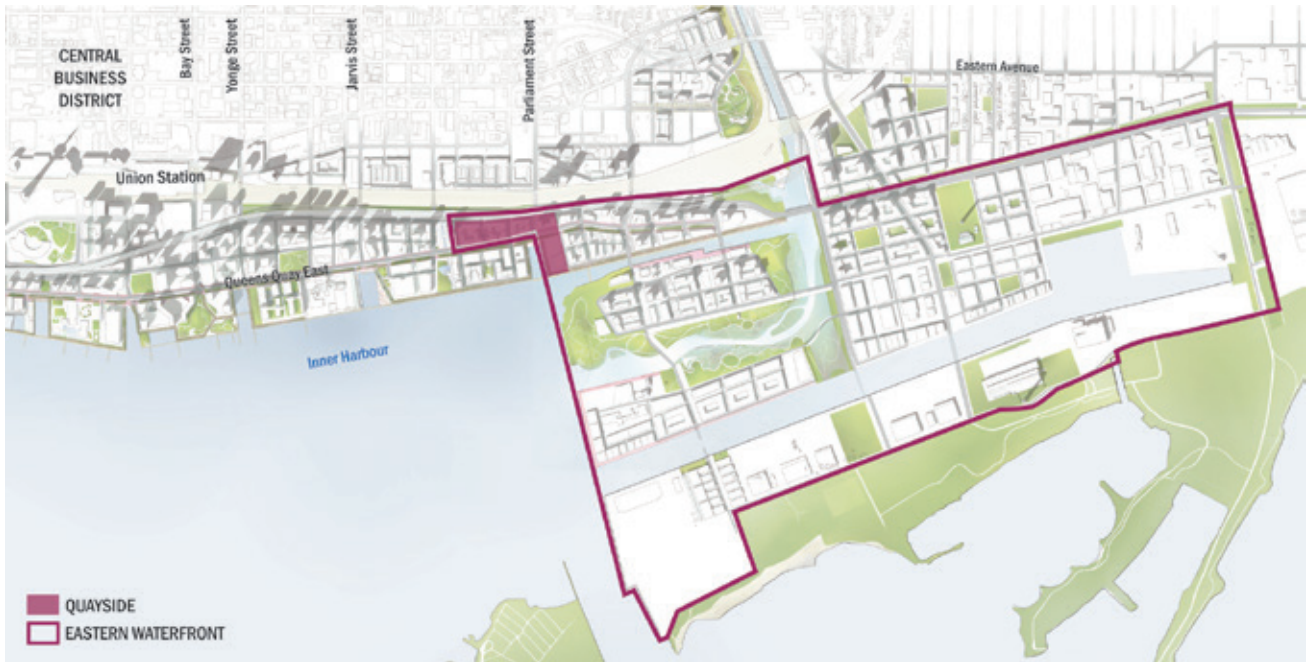 CENTRAL
BUSINESS
DISTRICT
Bay Street
Yonge Street
Jarvis Street
Parliament Street
Eastern Avenue
Union Station
Queens Quay East
Inner Harbour
QUAYSIDE
EASTERN WATERFRONT